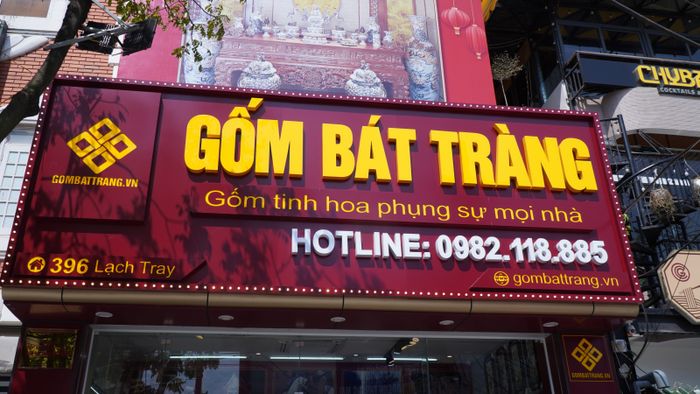 GOMBATTRANG.VN
GỐM BÁT TRÀNG
Gốm tinh hoa phụng sự mọi nhà
HOTLINE: 0982.118.885
396 Lạch Tray
gombattrang.vn
COCKTAILS
GOMBATTRANG.VN